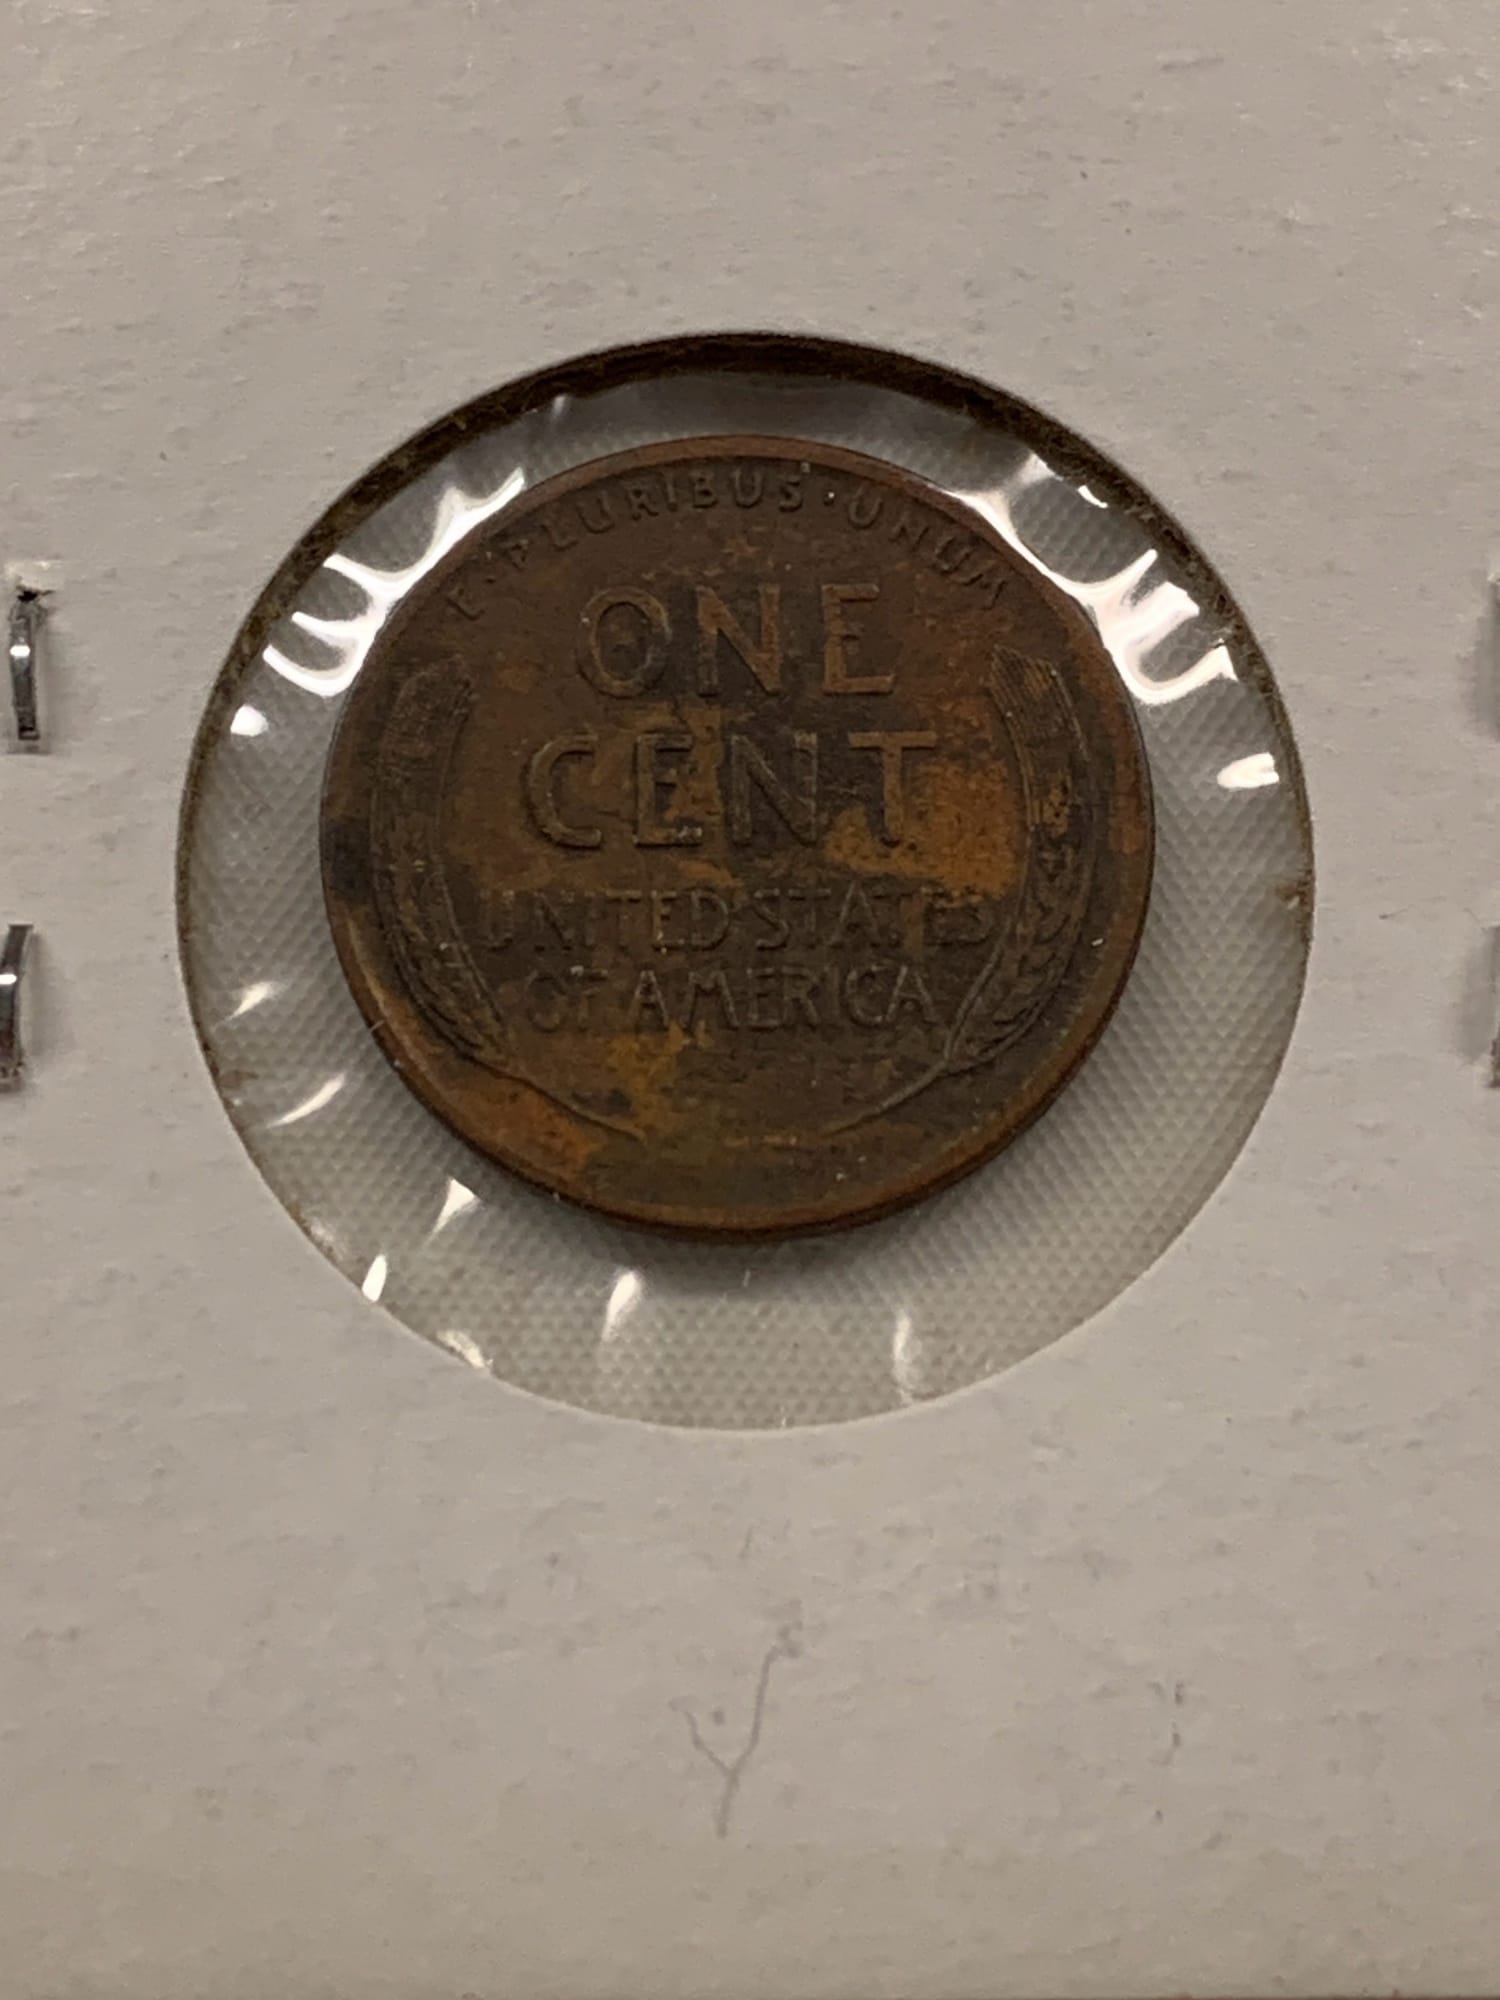 E · PLURIBUS · UNUM
ONE
CENT
UNITED STATES
OF AMERICA